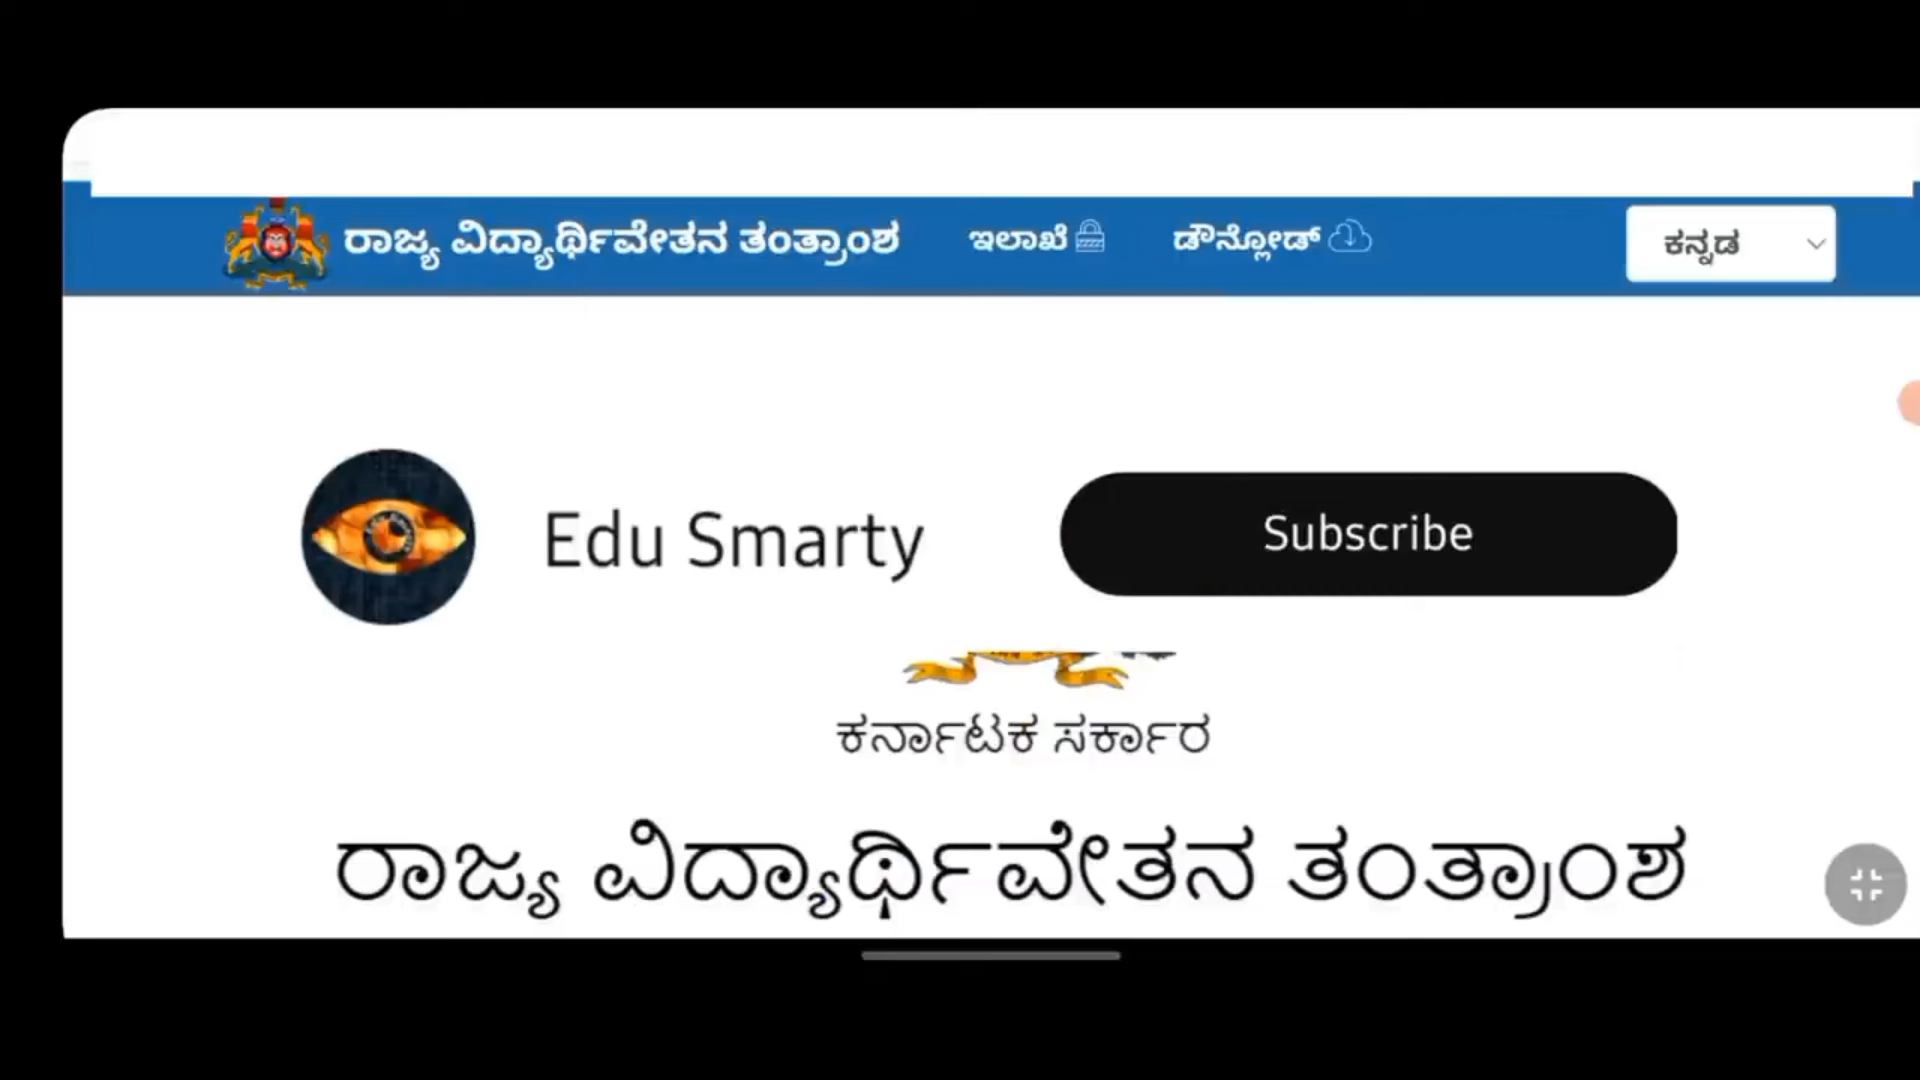 ರಾಜ್ಯ ವಿದ್ಯಾರ್ಥಿವೇತನ ತಂತ್ರಾಂಶ ಇಲಾಖೆ ಡೌನ್ಲೋಡ್ ಕನ್ನಡ
Edu Smarty Subscribe
ಕರ್ನಾಟಕ ಸರ್ಕಾರ
ರಾಜ್ಯ ವಿದ್ಯಾರ್ಥಿವೇತನ ತಂತ್ರಾಂಶ